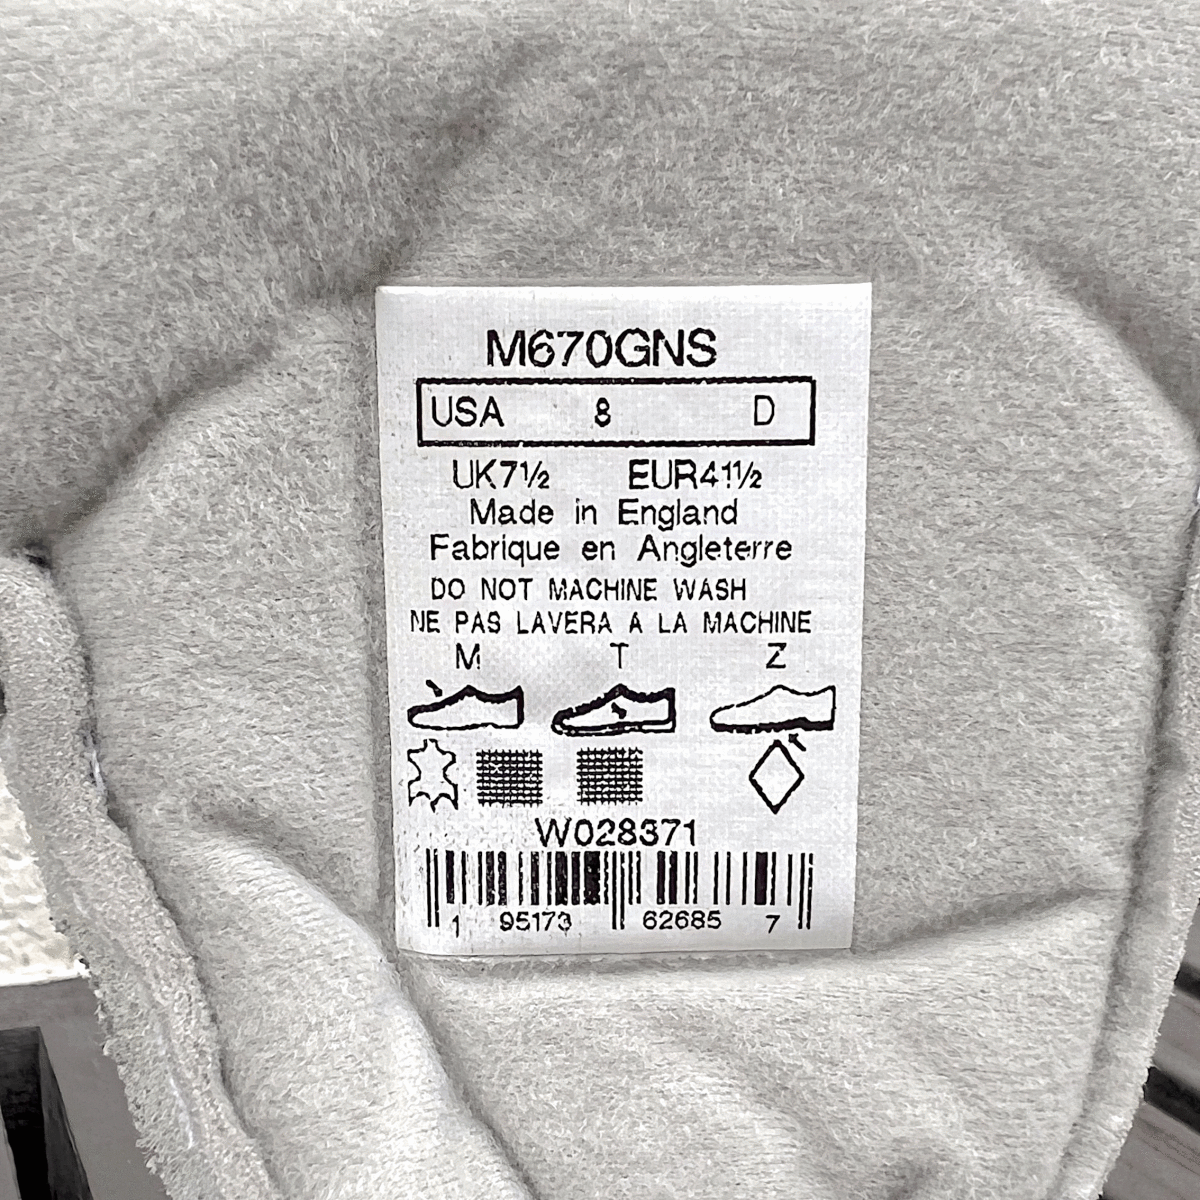 M670GNS
USA 8 D
UK7½ EUR41½
Made in England
Fabrique en Angleterre
DO NOT MACHINE WASH
NE PAS LAVERA A LA MACHINE
M T Z
W028371
1 95173 62685 7